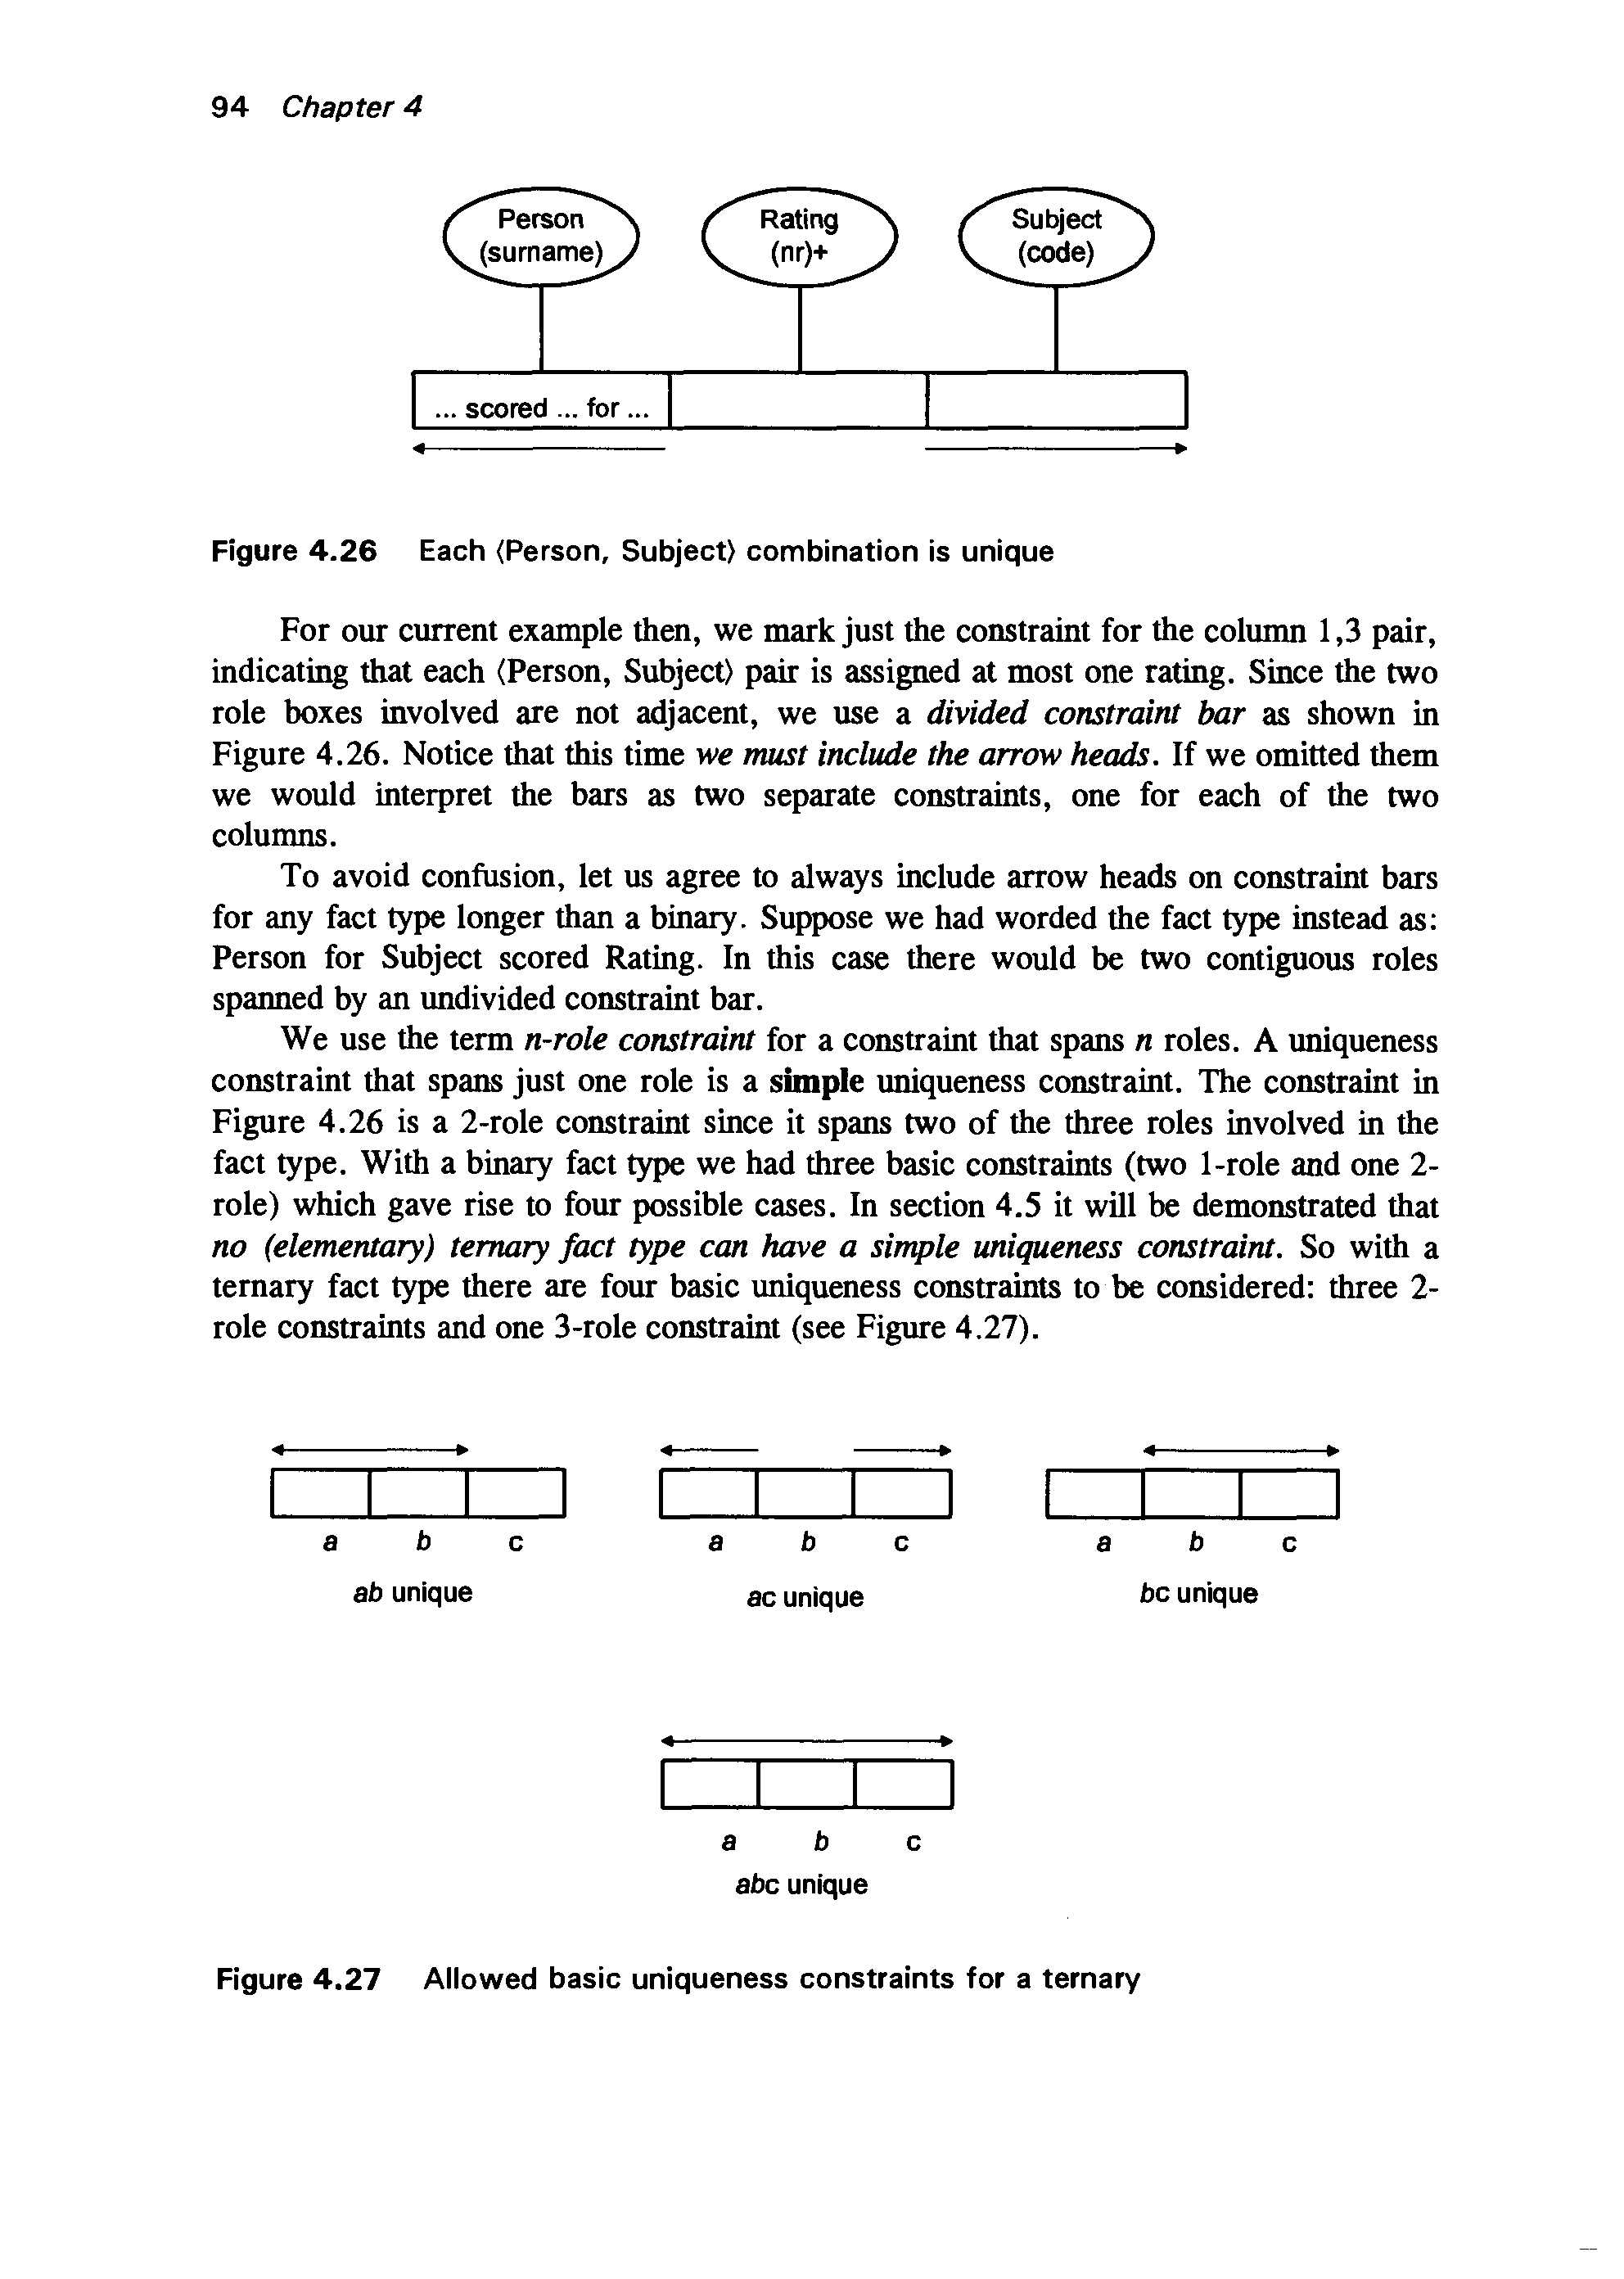 94 Chapter 4
Person Rating Subject
(surname) (nr)+ (code)
... scored ... for ...
Figure 4.26 Each ⟨Person, Subject⟩ combination is unique
For our current example then, we mark just the constraint for the column 1,3 pair,
indicating that each ⟨Person, Subject⟩ pair is assigned at most one rating. Since the two
role boxes involved are not adjacent, we use a divided constraint bar as shown in
Figure 4.26. Notice that this time we must include the arrow heads. If we omitted them
we would interpret the bars as two separate constraints, one for each of the two
columns.
To avoid confusion, let us agree to always include arrow heads on constraint bars
for any fact type longer than a binary. Suppose we had worded the fact type instead as:
Person for Subject scored Rating. In this case there would be two contiguous roles
spanned by an undivided constraint bar.
We use the term n-role constraint for a constraint that spans n roles. A uniqueness
constraint that spans just one role is a simple uniqueness constraint. The constraint in
Figure 4.26 is a 2-role constraint since it spans two of the three roles involved in the
fact type. With a binary fact type we had three basic constraints (two 1-role and one 2-
role) which gave rise to four possible cases. In section 4.5 it will be demonstrated that
no (elementary) ternary fact type can have a simple uniqueness constraint. So with a
ternary fact type there are four basic uniqueness constraints to be considered: three 2-
role constraints and one 3-role constraint (see Figure 4.27).
a b c a b c a b c
ab unique ac unique bc unique
a b c
abc unique
Figure 4.27 Allowed basic uniqueness constraints for a ternary